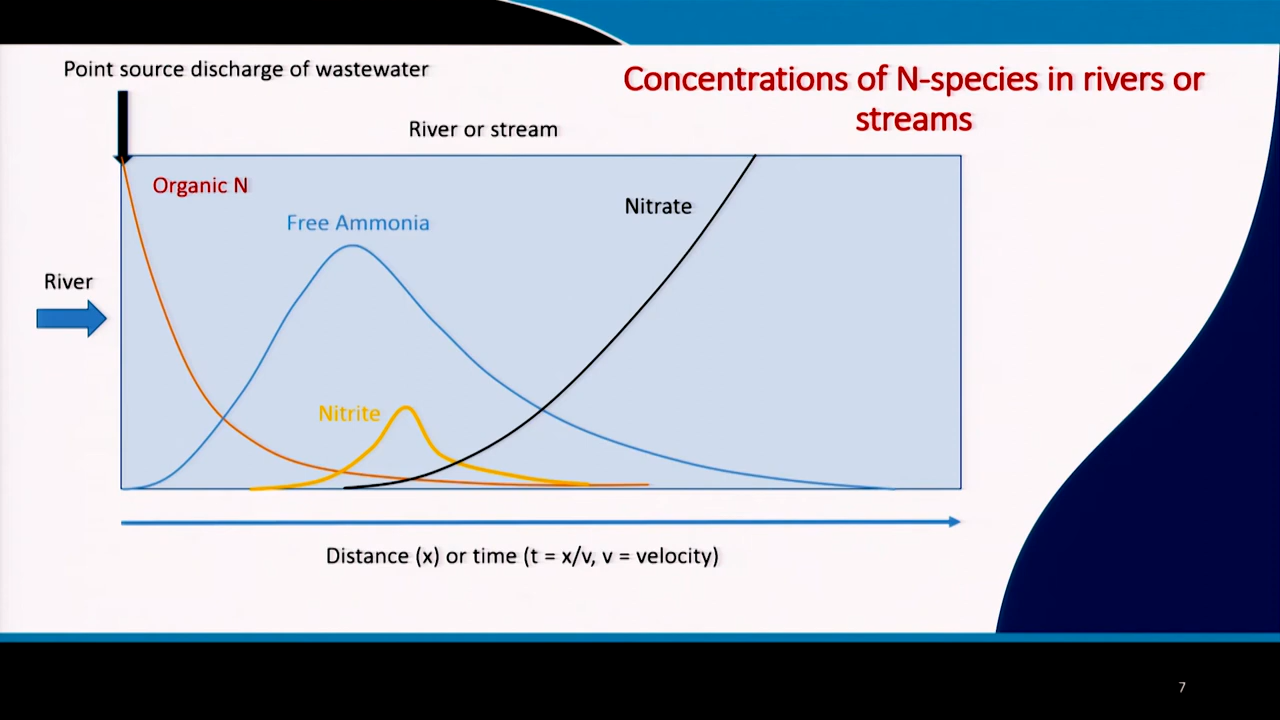 Point source discharge of wastewater
Concentrations of N-species in rivers or
streams
River or stream
Organic N
Nitrate
Free Ammonia
River
Nitrite
Distance (x) or time (t = x/v, v = velocity)
7